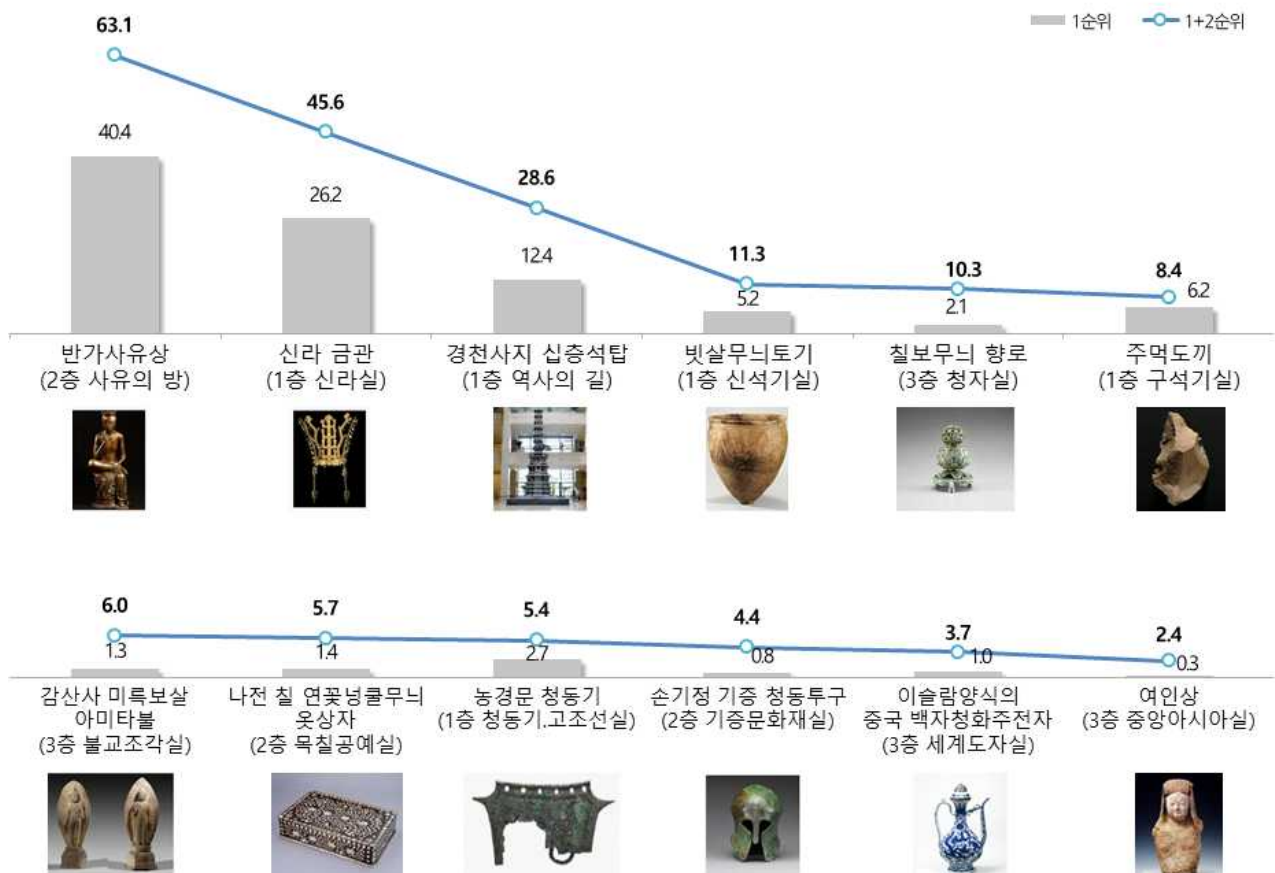 1순위 1+2순위
63.1
45.6
28.6
11.3
10.3
8.4
40.4
26.2
12.4
5.2
2.1
6.2
반가사유상
(2층 사유의 방)
신라 금관
(1층 신라실)
경천사지 십층석탑
(1층 역사의 길)
빗살무늬토기
(1층 신석기실)
칠보무늬 향로
(3층 청자실)
주먹도끼
(1층 구석기실)
6.0
5.7
5.4
4.4
3.7
2.4
1.3
1.4
2.7
0.8
1.0
0.3
감산사 미륵보살
아미타불
(3층 불교조각실)
나전 칠 연꽃넝쿨무늬
옷상자
(2층 목칠공예실)
농경문 청동기
(1층 청동기.고조선실)
손기정 기증 청동투구
(2층 기증문화재실)
이슬람양식의
중국 백자청화주전자
(3층 세계도자실)
여인상
(3층 중앙아시아실)